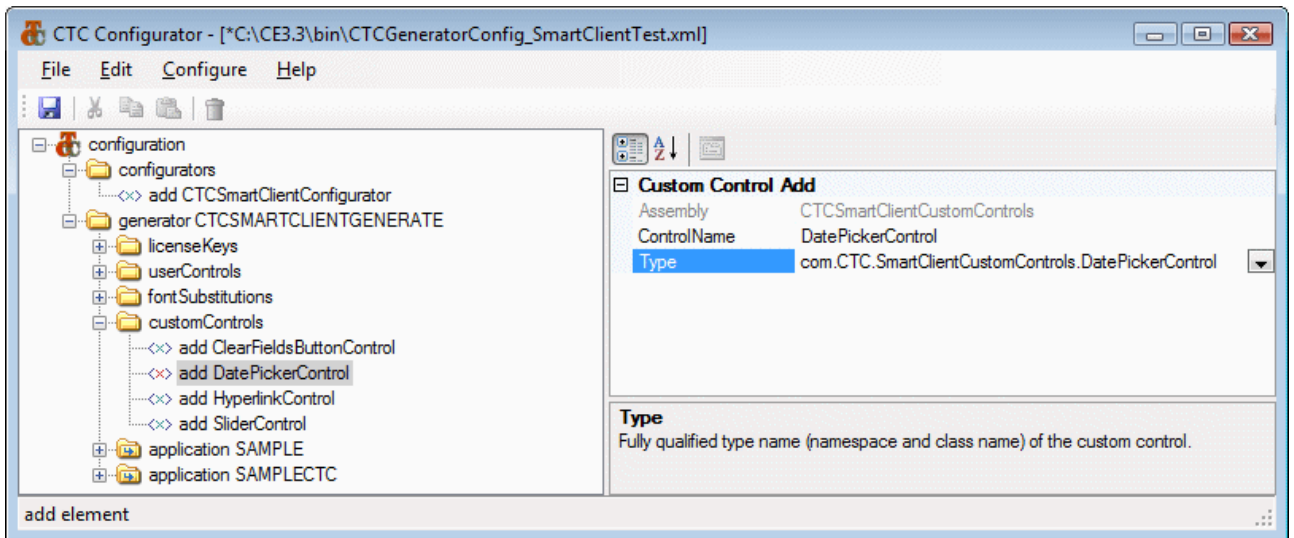 CTC Configurator - [*C:\CE3.3\bin\CTCGeneratorConfig_SmartClientTest.xml]
File Edit Configure Help
configuration
configurators
add CTCSmartClientConfigurator
generator CTCSMARTCLIENTGENERATE
licenseKeys
userControls
fontSubstitutions
customControls
add ClearFieldsButtonControl
add DatePickerControl
add HyperlinkControl
add SliderControl
application SAMPLE
application SAMPLECTC
Custom Control Add
Assembly CTCSmartClientCustomControls
ControlName DatePickerControl
Type com.CTC.SmartClientCustomControls.DatePickerControl
Type
Fully qualified type name (namespace and class name) of the custom control.
add element